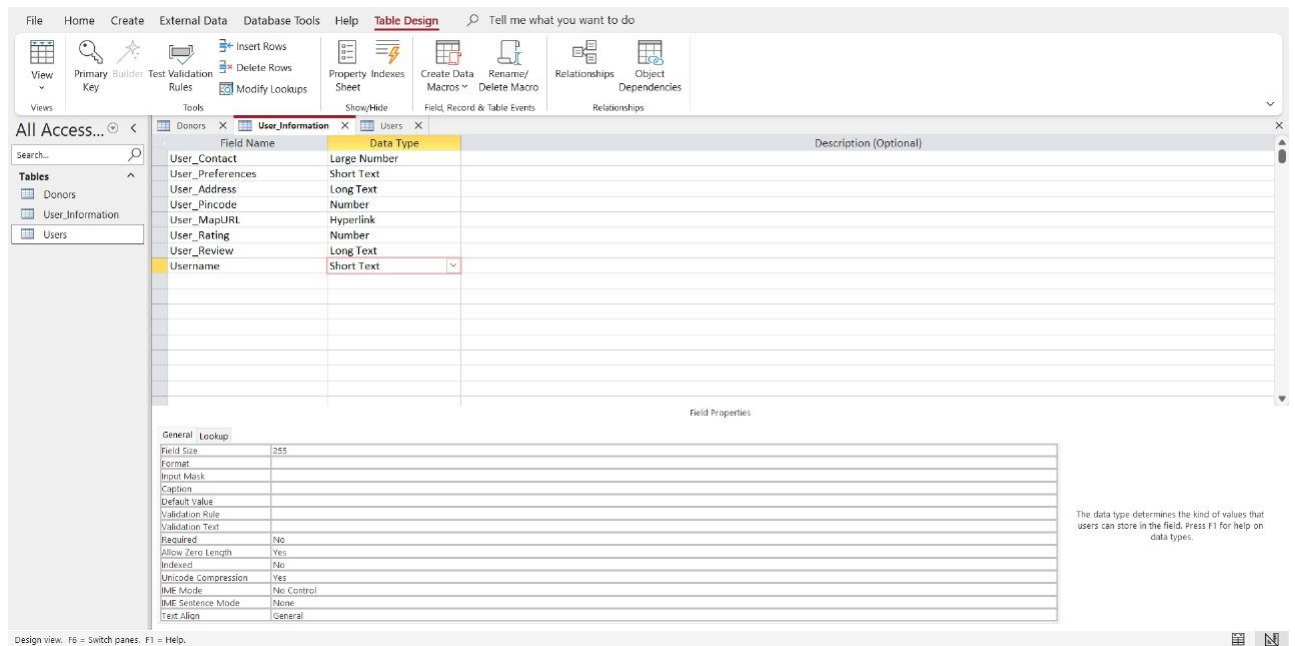 File Home Create External Data Database Tools Help Table Design Tell me what you want to do
View
Views
Primary Key
Builder
Test Validation Rules
Insert Rows
Delete Rows
Modify Lookups
Tools
Property Sheet
Indexes
Show/Hide
Create Data Macros
Rename/ Delete Macro
Field, Record & Table Events
Relationships
Object Dependencies
Relationships
All Access...
Search...
Tables
Donors
User_Information
Users
Donors User_Information Users
Field Name Data Type Description (Optional)
User_Contact Large Number
User_Preferences Short Text
User_Address Long Text
User_Pincode Number
User_MapURL Hyperlink
User_Rating Number
User_Review Long Text
Username Short Text
Field Properties
General Lookup
Field Size 255
Format
Input Mask
Caption
Default Value
Validation Rule
Validation Text
Required No
Allow Zero Length Yes
Indexed No
Unicode Compression Yes
IME Mode No Control
IME Sentence Mode None
Text Align General
The data type determines the kind of values that
users can store in the field. Press F1 for help on
data types.
Design view. F6 = Switch panes. F1 = Help.